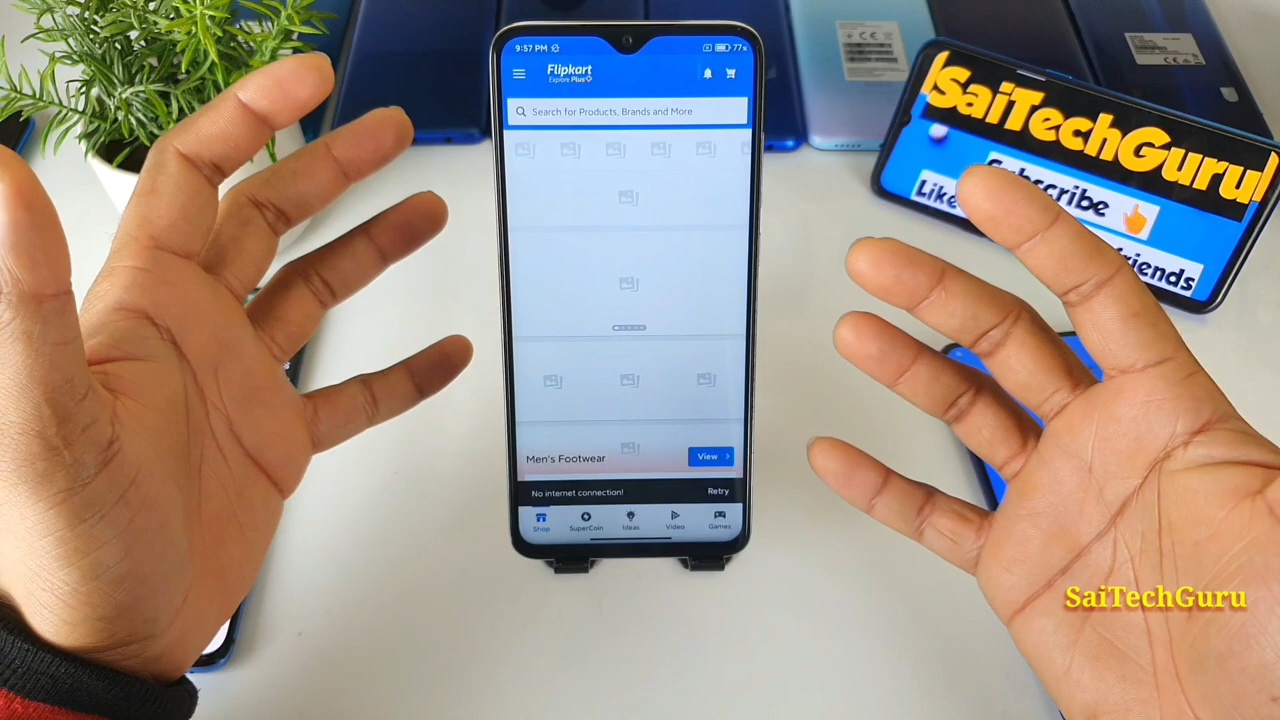 9:57 PM
77%
Flipkart
Explore Plus
Search for Products, Brands and More
Men's Footwear
View
No internet connection!
Retry
Shop
SuperCoin
Ideas
Video
Games
SaiTechGuru
Subscribe
Like
friends
SaiTechGuru